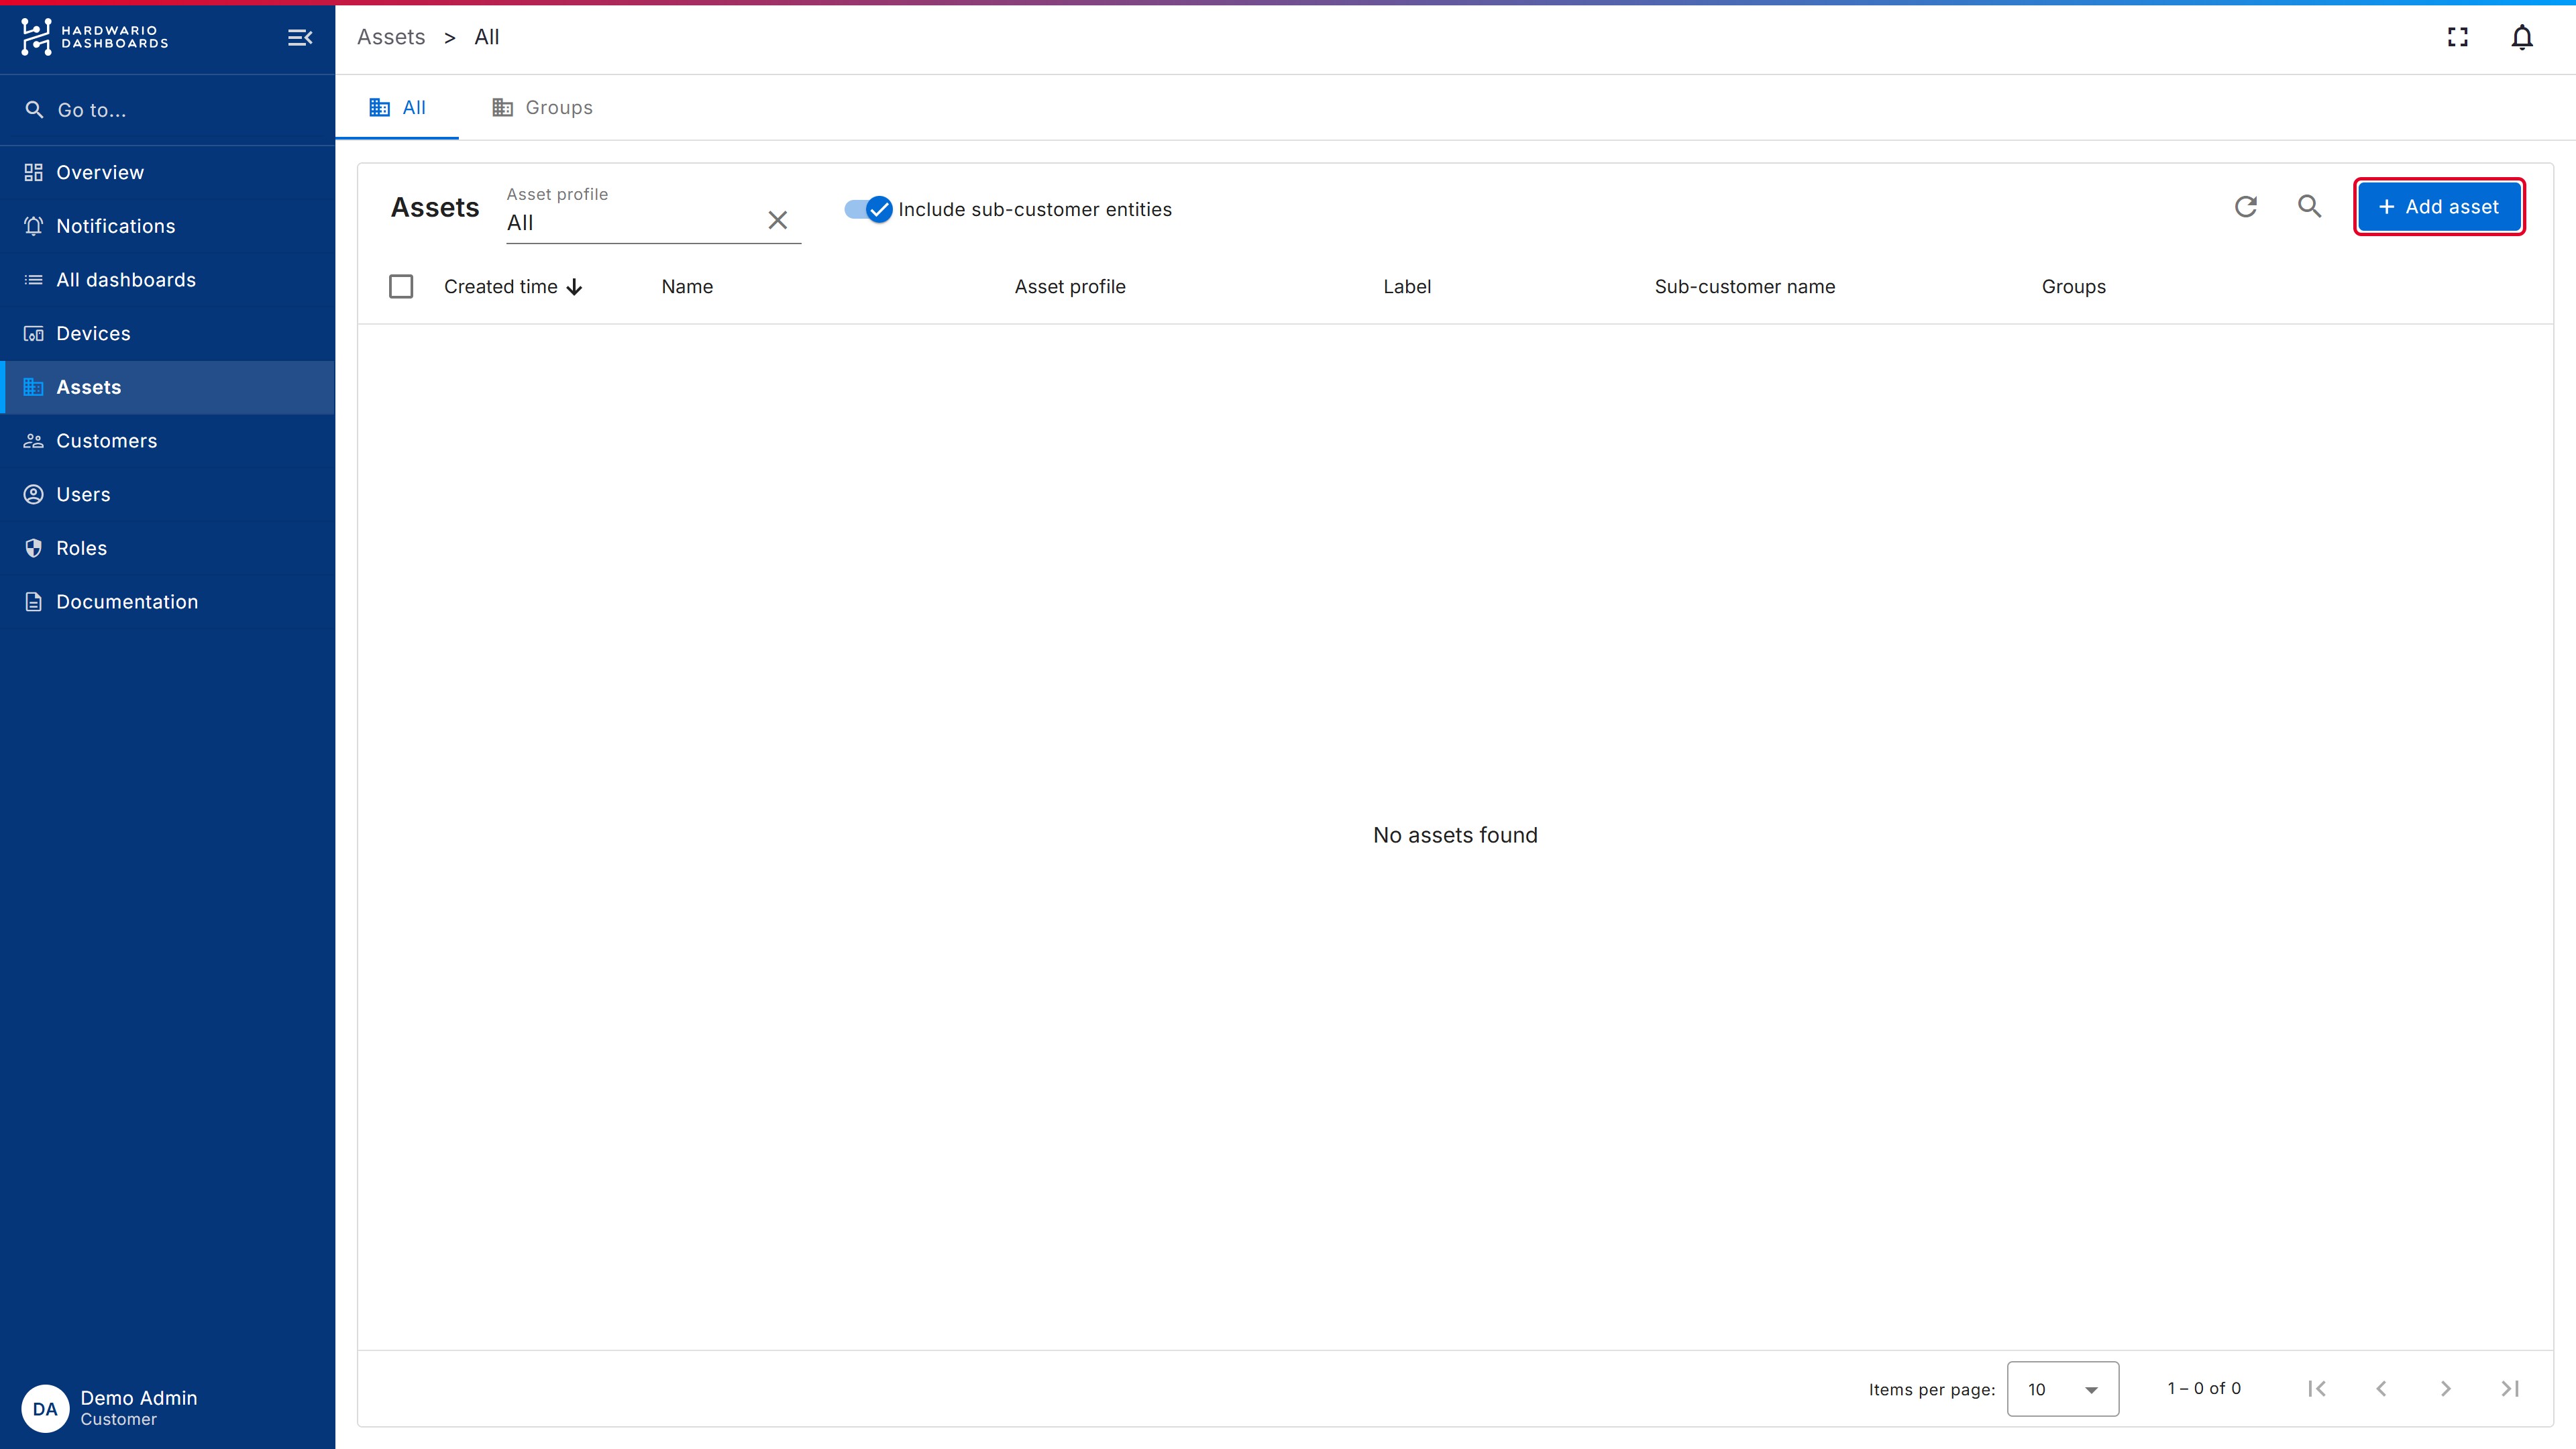 HARDWARIO
DASHBOARDS
Go to...
Overview
Notifications
All dashboards
Devices
Assets
Customers
Users
Roles
Documentation
DA
Demo Admin
Customer
Assets > All
All
Groups
Assets
Asset profile
All
Include sub-customer entities
+ Add asset
Created time
Name
Asset profile
Label
Sub-customer name
Groups
No assets found
Items per page:
10
1 – 0 of 0